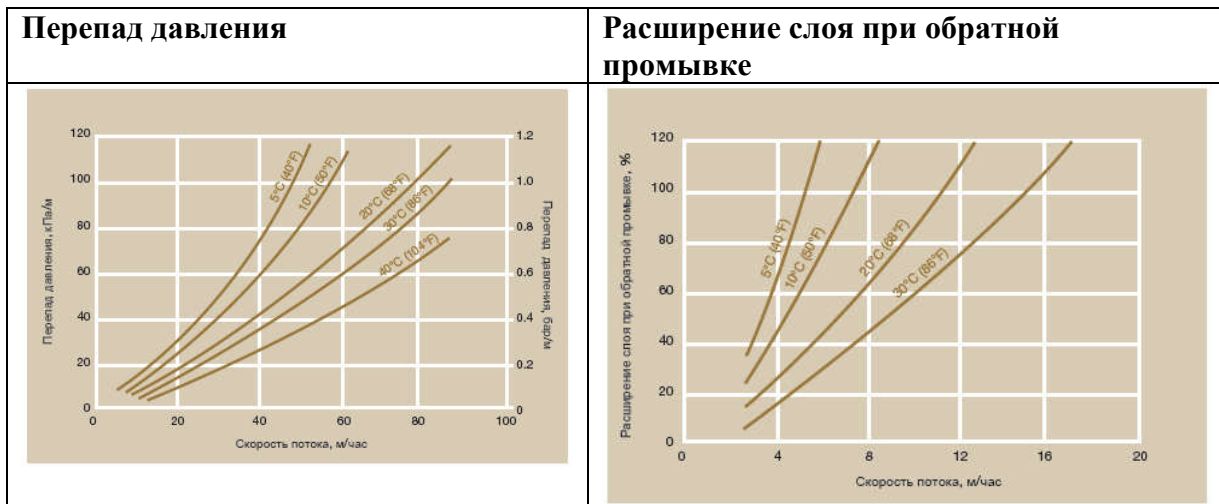 Перепад давления
Расширение слоя при обратной
промывке
120
100
80
60
40
20
0
Перепад давления, кПа/м
5°C (40°F)
10°C (50°F)
20°C (68°F)
30°C (86°F)
40°C (104°F)
1.2
1.0
0.8
0.6
0.4
0.2
0
Перепад давления, бар/м
0 20 40 60 80 100
Скорость потока, м/час
120
100
80
60
40
20
0
Расширение слоя при обратной промывке, %
5°C (40°F)
10°C (50°F)
20°C (68°F)
30°C (86°F)
0 4 8 12 16 20
Скорость потока, м/час